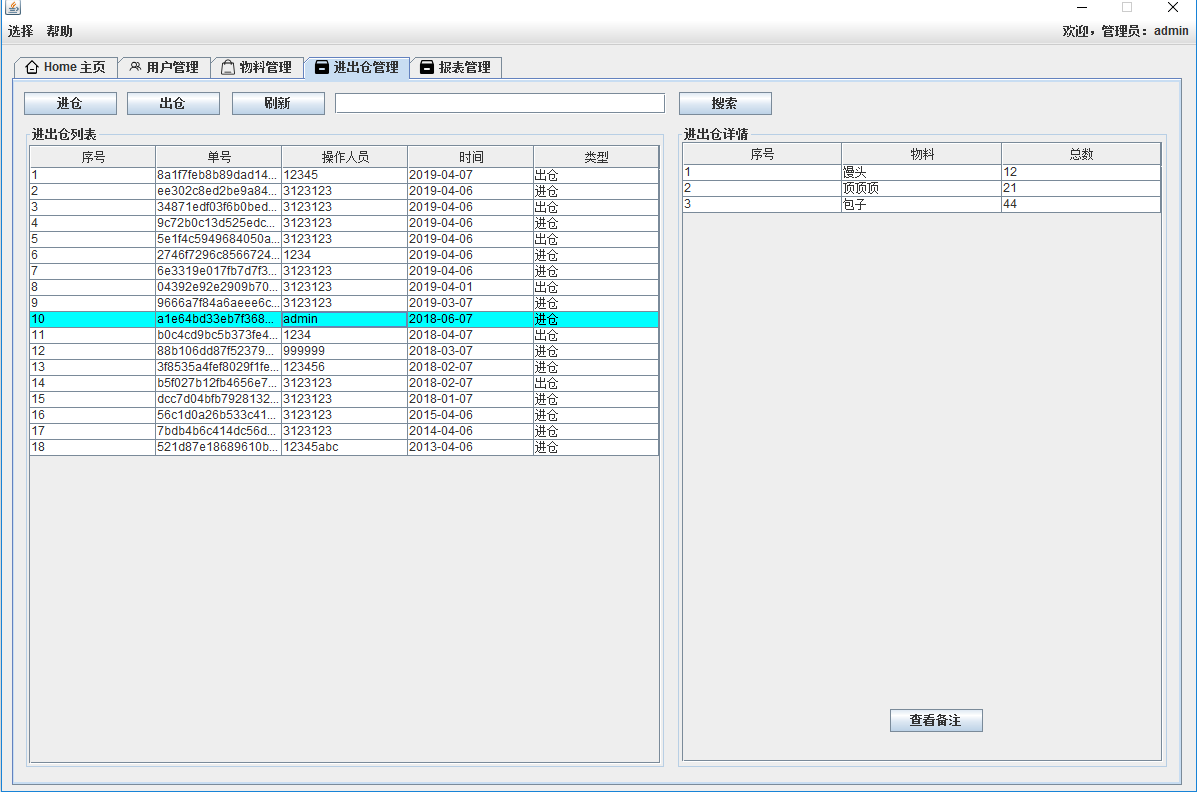 选择 帮助 欢迎，管理员：admin
Home 主页 用户管理 物料管理 进出仓管理 报表管理
进仓 出仓 刷新 搜索
进出仓列表
序号 单号 操作人员 时间 类型
1 8a1f7feb8b89dad14... 12345 2019-04-07 出仓
2 ee302c8ed2be9a84... 3123123 2019-04-06 进仓
3 34871edf03f6b0bed... 3123123 2019-04-06 出仓
4 9c72b0c13d525edc... 3123123 2019-04-06 进仓
5 5e1f4c5949684050a... 3123123 2019-04-06 出仓
6 2746f7296c8566724... 1234 2019-04-06 进仓
7 6e3319e017fb7d7f3... 3123123 2019-04-06 进仓
8 04392e92e2909b70... 3123123 2019-04-01 出仓
9 9666a7f84a6aeee6c... 3123123 2019-03-07 进仓
10 a1e64bd33eb7f368... admin 2018-06-07 进仓
11 b0c4cd9bc5b373fe4... 1234 2018-04-07 出仓
12 88b106dd87f52379... 999999 2018-03-07 进仓
13 3f8535a4fef8029f1fe... 123456 2018-02-07 进仓
14 b5f027b12fb4656e7... 3123123 2018-02-07 出仓
15 dcc7d04bfb7928132... 3123123 2018-01-07 进仓
16 56c1d0a26b533c41... 3123123 2015-04-06 进仓
17 7bdb4b6c414dc56d... 3123123 2014-04-06 进仓
18 521d87e18689610b... 12345abc 2013-04-06 进仓
进出仓详情
序号 物料 总数
1 馒头 12
2 顶顶顶 21
3 包子 44
查看备注